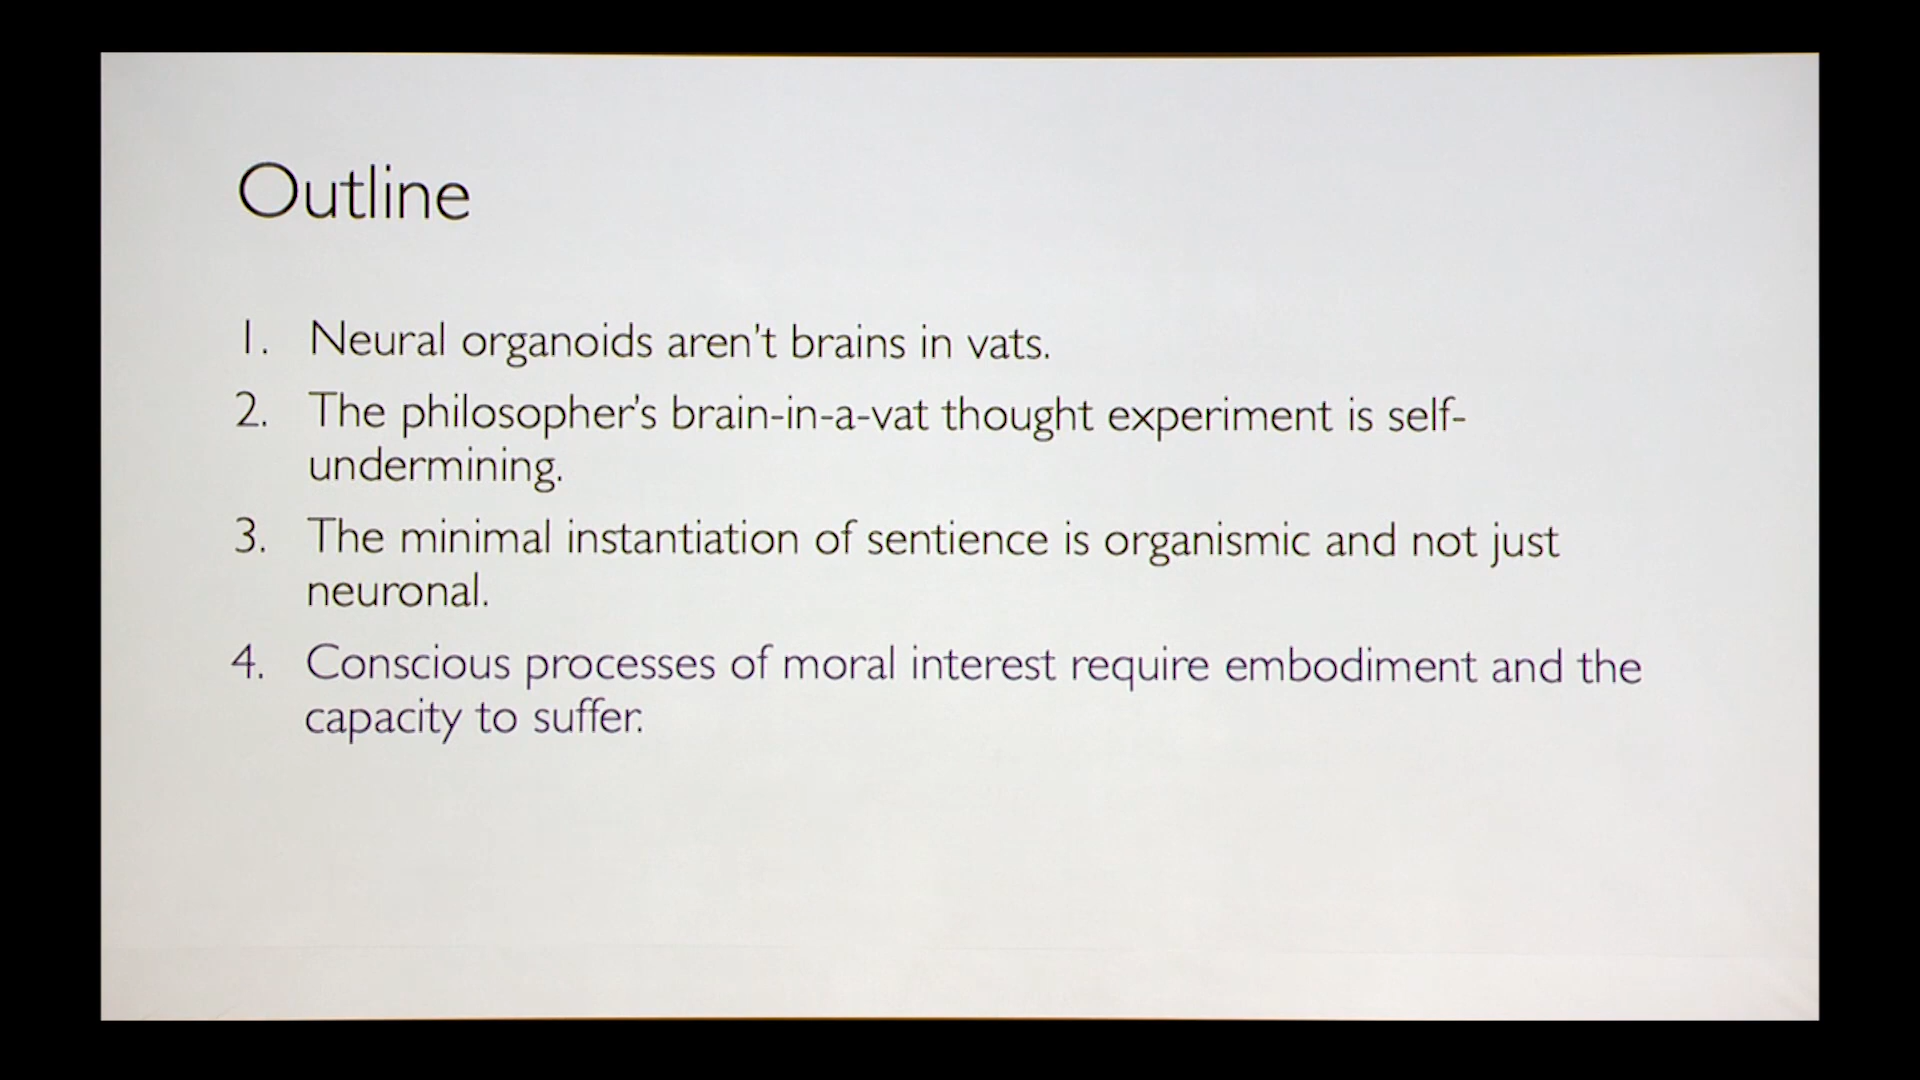 Outline
1. Neural organoids aren't brains in vats.
2. The philosopher's brain-in-a-vat thought experiment is self-
undermining.
3. The minimal instantiation of sentience is organismic and not just
neuronal.
4. Conscious processes of moral interest require embodiment and the
capacity to suffer.